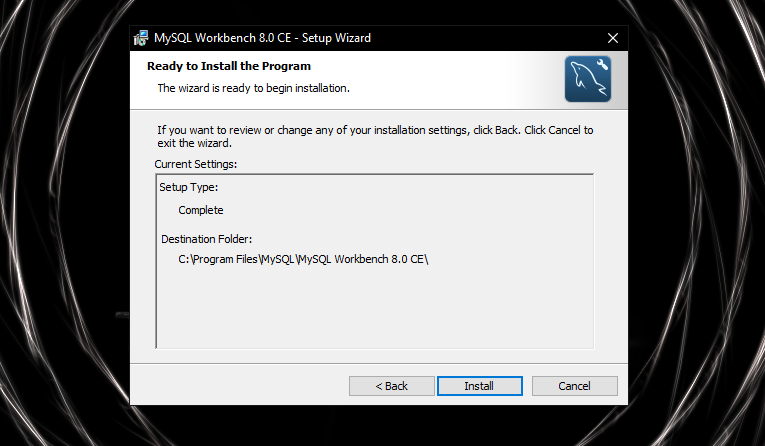 MySQL Workbench 8.0 CE - Setup Wizard
Ready to Install the Program
The wizard is ready to begin installation.
If you want to review or change any of your installation settings, click Back. Click Cancel to
exit the wizard.
Current Settings:
Setup Type:
Complete
Destination Folder:
C:\Program Files\MySQL\MySQL Workbench 8.0 CE\
< Back
Install
Cancel